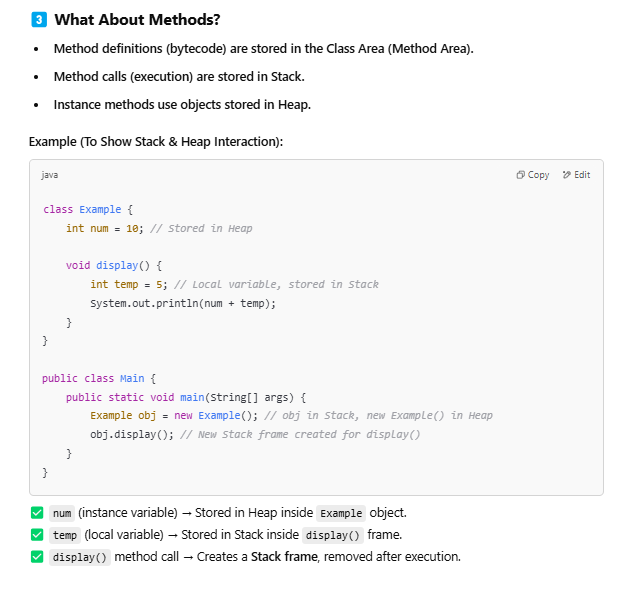 3 What About Methods?
• Method definitions (bytecode) are stored in the Class Area (Method Area).
• Method calls (execution) are stored in Stack.
• Instance methods use objects stored in Heap.
Example (To Show Stack & Heap Interaction):
java Copy Edit
class Example {
    int num = 10; // Stored in Heap

    void display() {
        int temp = 5; // Local variable, stored in Stack
        System.out.println(num + temp);
    }
}

public class Main {
    public static void main(String[] args) {
        Example obj = new Example(); // obj in Stack, new Example() in Heap
        obj.display(); // New Stack frame created for display()
    }
}
✅ num (instance variable) → Stored in Heap inside Example object.
✅ temp (local variable) → Stored in Stack inside display() frame.
✅ display() method call → Creates a Stack frame, removed after execution.